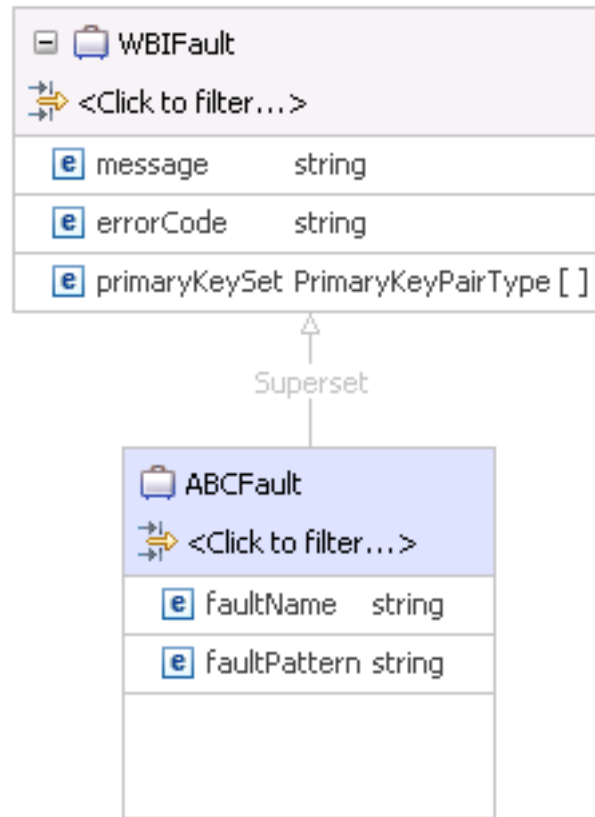 WBIFault
<Click to filter...>
e message string
e errorCode string
e primaryKeySet PrimaryKeyPairType [ ]
Superset
ABCFault
<Click to filter...>
e faultName string
e faultPattern string